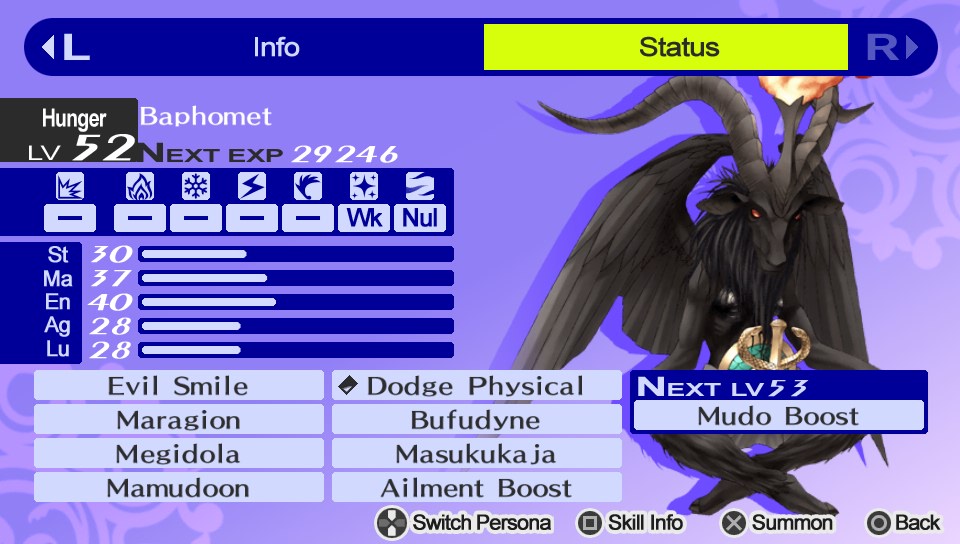 L Info Status R
Hunger Baphomet
LV 52 NEXT EXP 29246
– – – – – Wk Nul
St 30
Ma 37
En 40
Ag 28
Lu 28
Evil Smile Dodge Physical NEXT LV 53
Maragion Bufudyne Mudo Boost
Megidola Masukukaja
Mamudoon Ailment Boost
Switch Persona Skill Info Summon Back